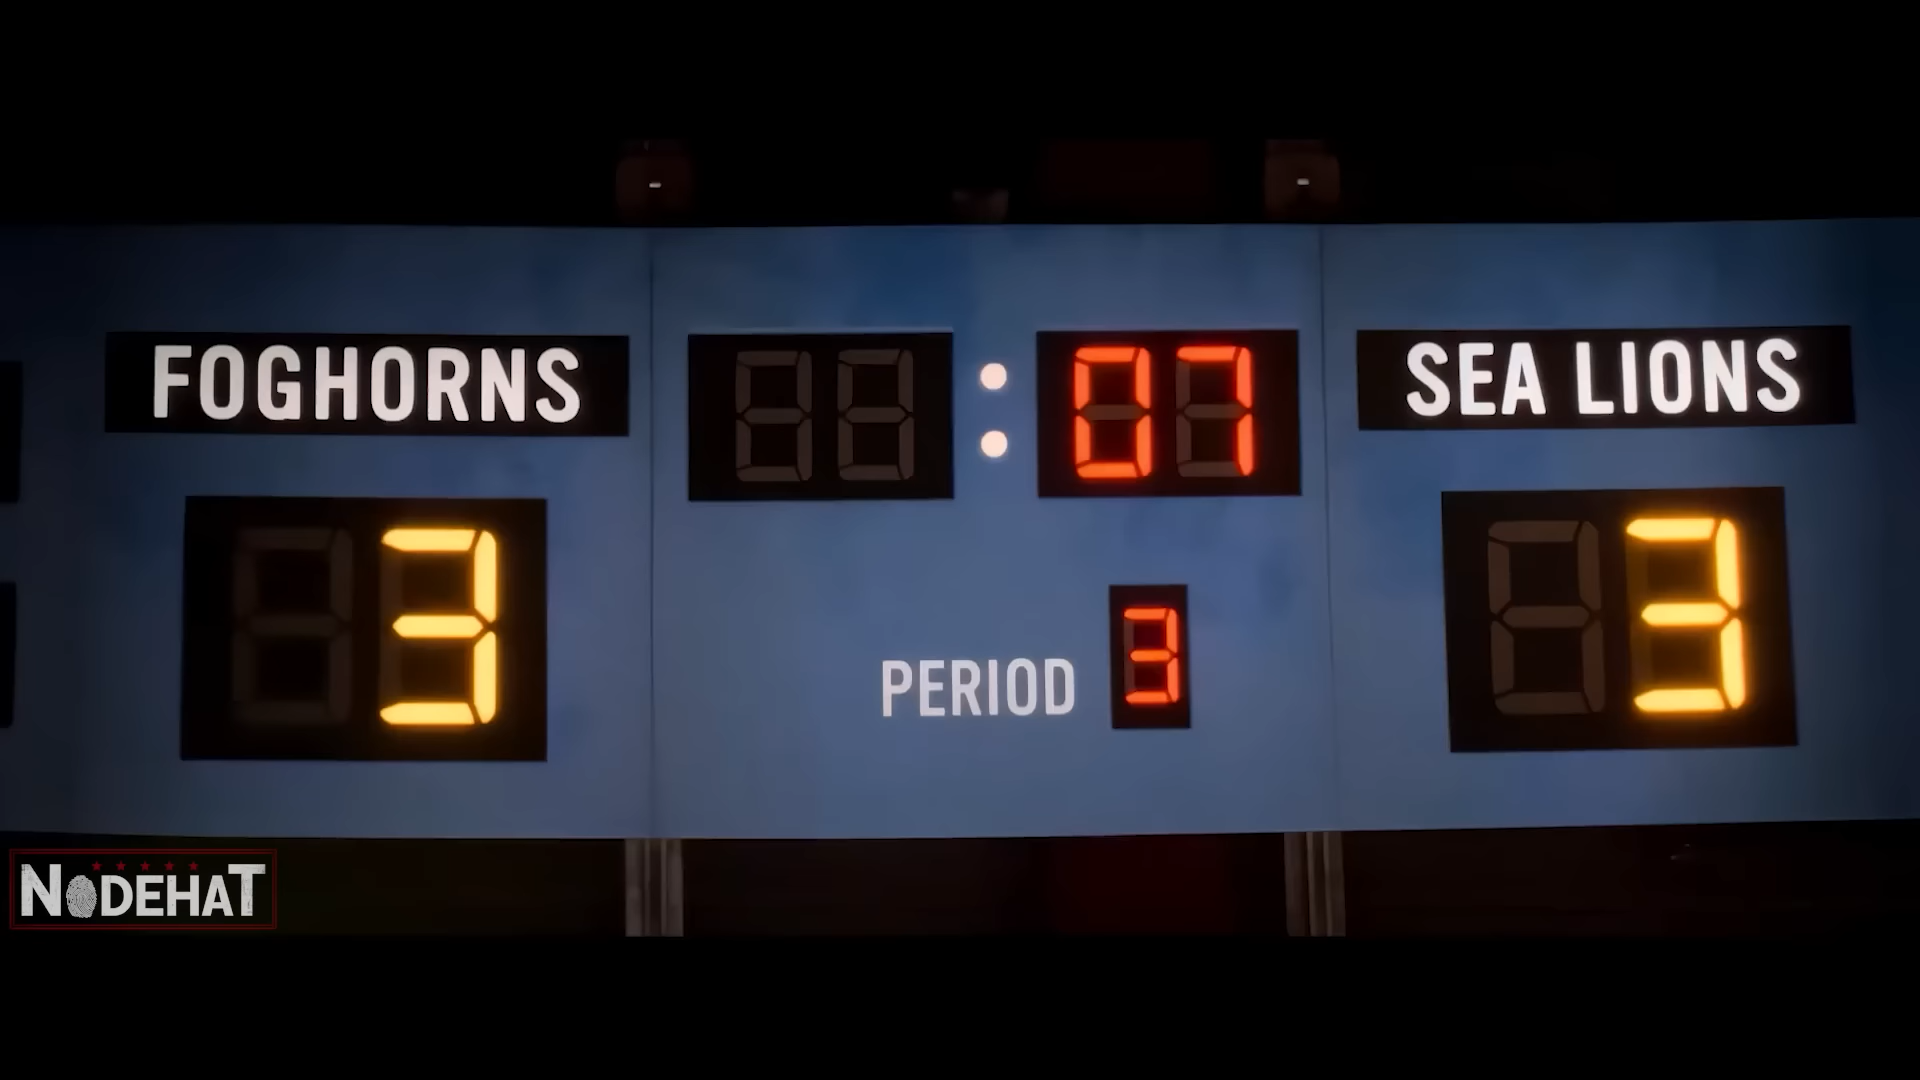 FOGHORNS
:07
SEA LIONS
3
PERIOD 3
3
NODEHAT